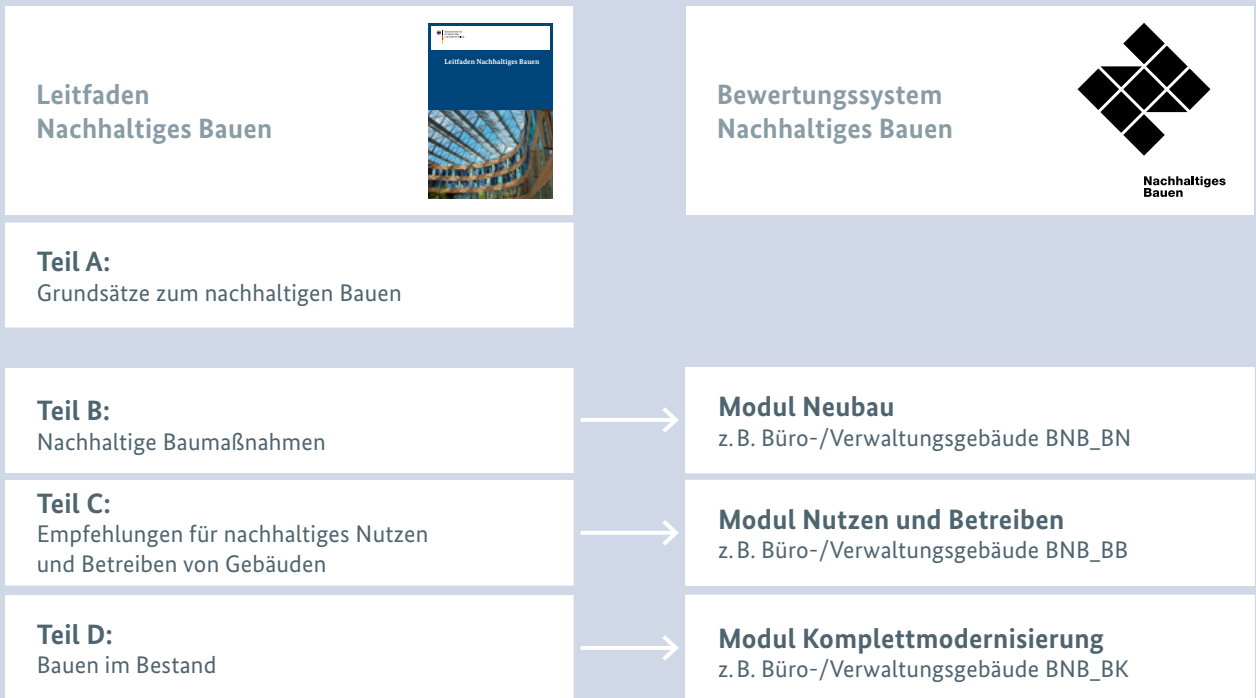 Leitfaden
Nachhaltiges Bauen
Leitfaden Nachhaltiges Bauen
Bewertungssystem
Nachhaltiges Bauen
Nachhaltiges
Bauen
Teil A:
Grundsätze zum nachhaltigen Bauen
Teil B:
Nachhaltige Baumaßnahmen
Modul Neubau
z. B. Büro-/Verwaltungsgebäude BNB_BN
Teil C:
Empfehlungen für nachhaltiges Nutzen
und Betreiben von Gebäuden
Modul Nutzen und Betreiben
z. B. Büro-/Verwaltungsgebäude BNB_BB
Teil D:
Bauen im Bestand
Modul Komplettmodernisierung
z. B. Büro-/Verwaltungsgebäude BNB_BK